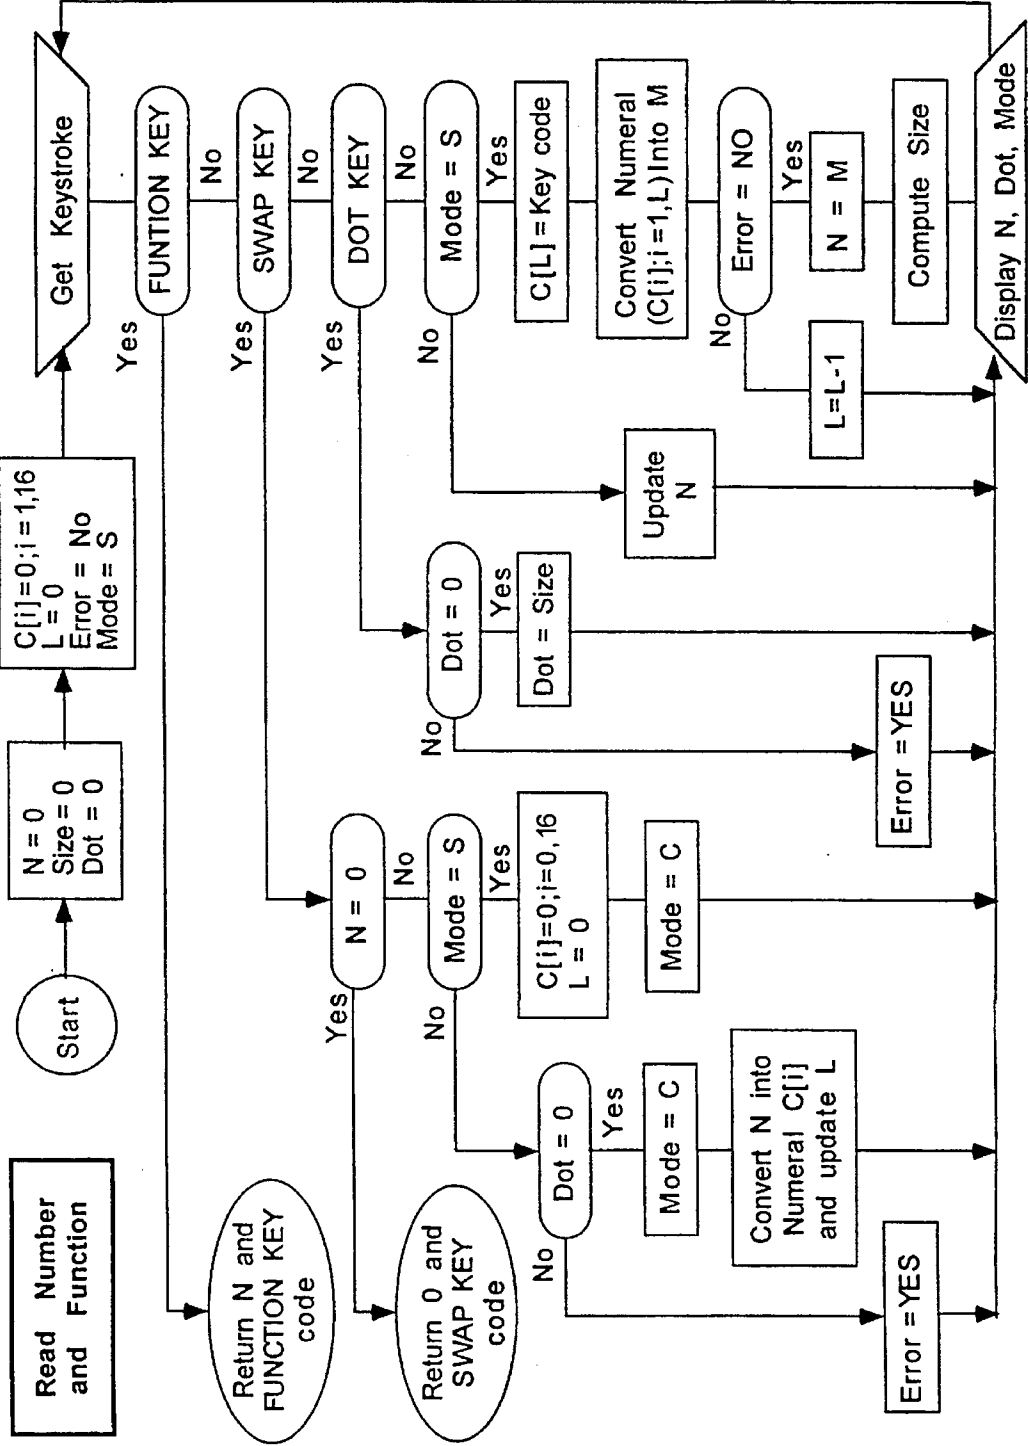 Read Number
and Function
Start
N = 0
Size = 0
Dot = 0
C[i]=0;i=1,16
L = 0
Error = No
Mode = S
Get Keystroke
FUNTION KEY
Yes
No
Return N and
FUNCTION KEY
code
SWAP KEY
Yes
No
N = 0
Yes
No
Return 0 and
SWAP KEY
code
Mode = S
No
Yes
Dot = 0
No
Yes
Error =YES
Mode = C
Convert N into
Numeral C[i]
and update L
C[i]=0;i=0,16
L = 0
Mode = C
DOT KEY
Yes
No
Dot = 0
No
Yes
Error =YES
Dot = Size
Mode = S
No
Yes
Update
N
C[L]=Key code
Convert Numeral
(C[i];i=1,L)Into M
Error = NO
No
Yes
L=L-1
N = M
Compute Size
Display N, Dot, Mode